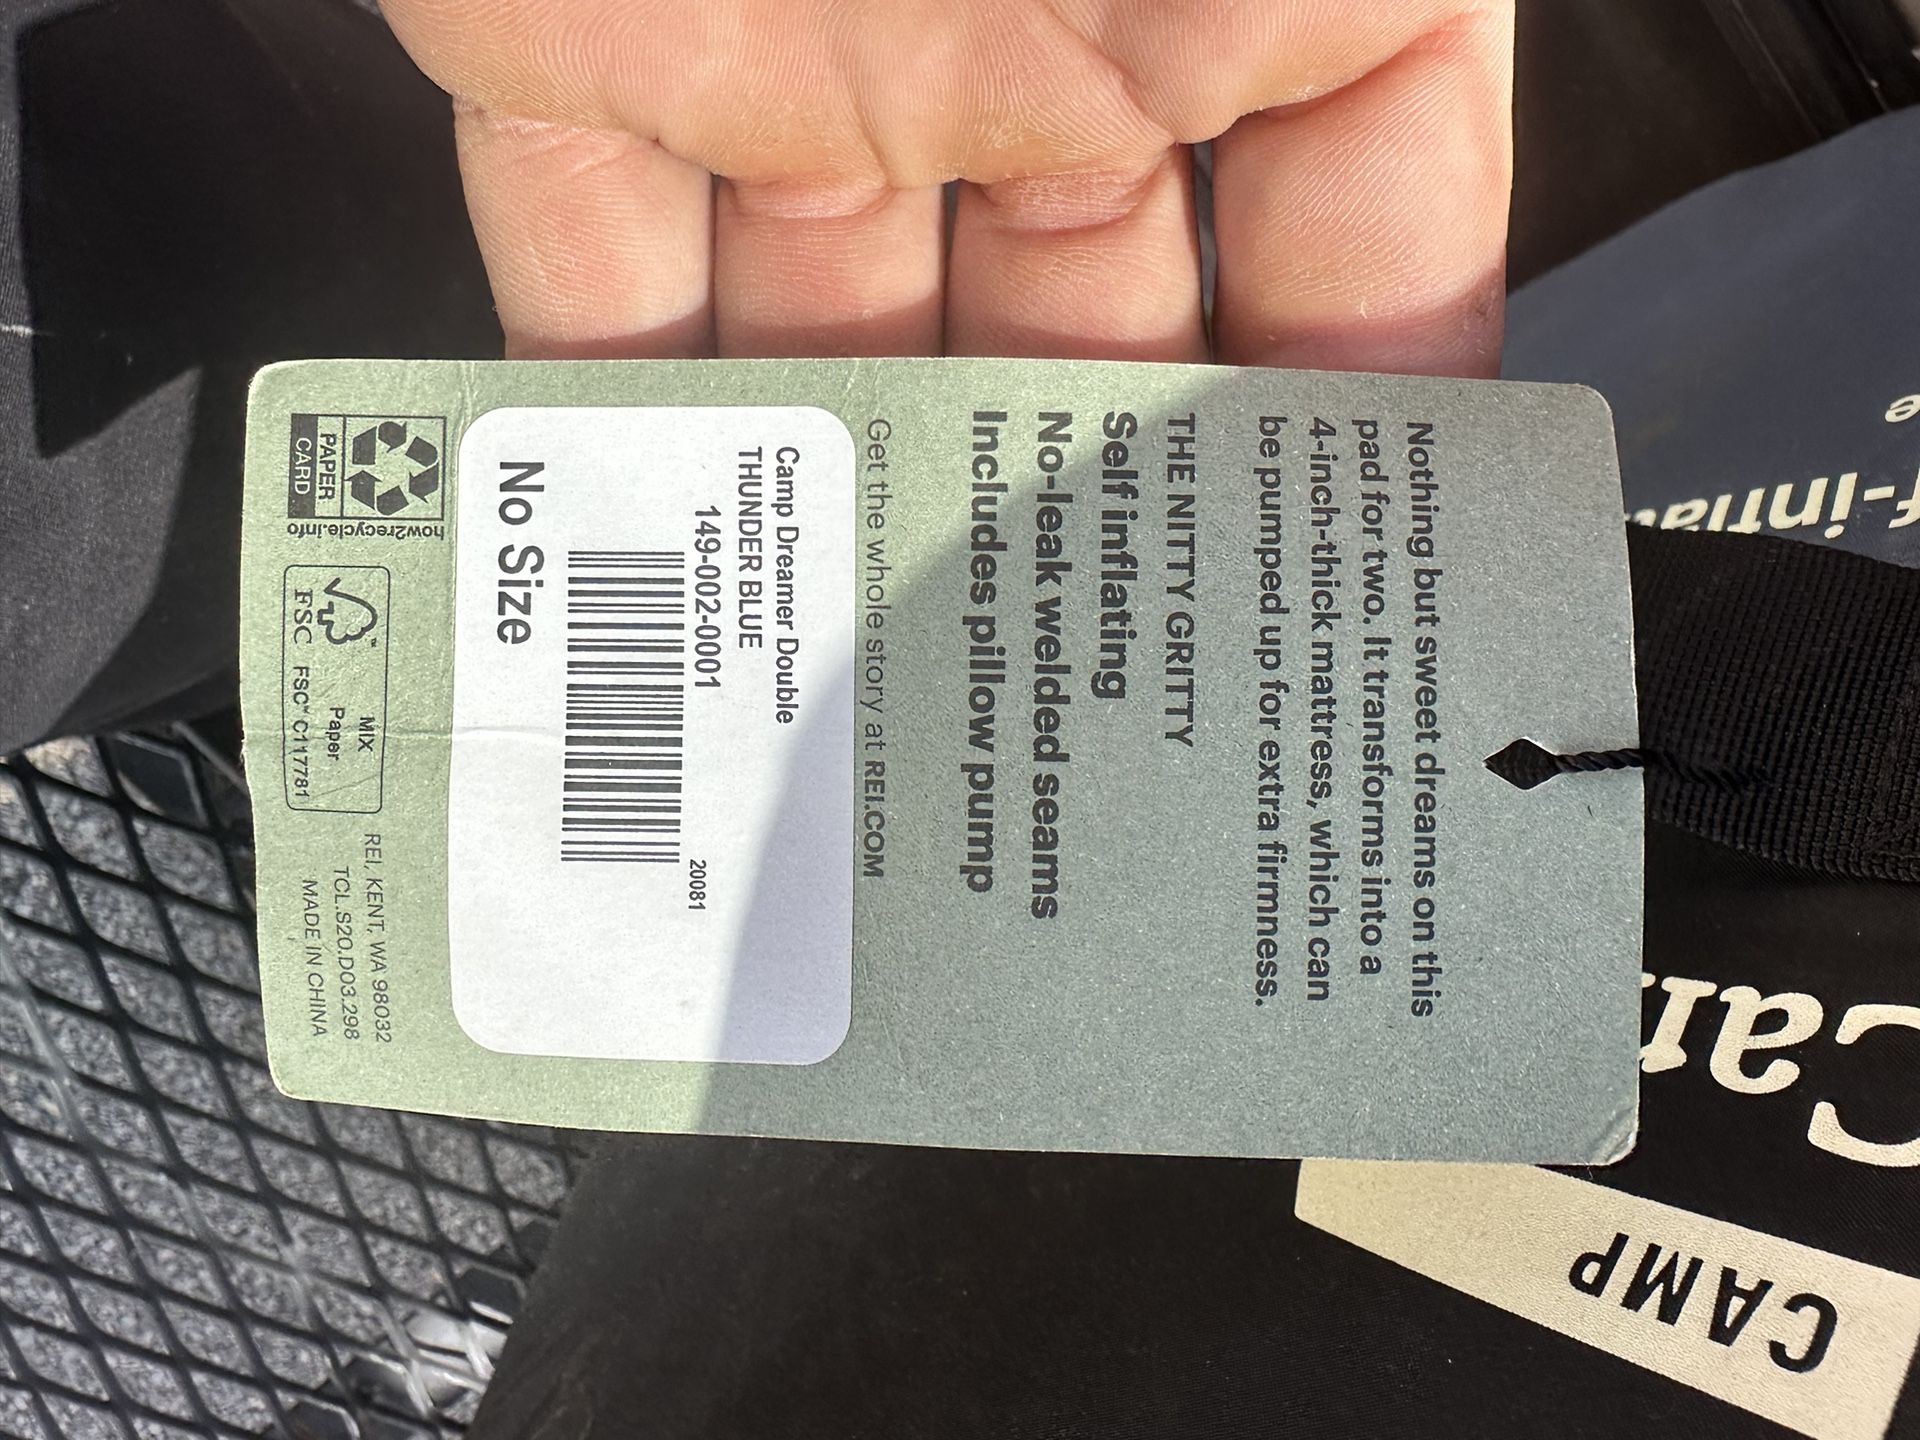 Nothing but sweet dreams on this
pad for two. It transforms into a
4-inch-thick mattress, which can
be pumped up for extra firmness.
THE NITTY GRITTY
Self inflating
No-leak welded seams
Includes pillow pump
Get the whole story at REI.COM
Camp Dreamer Double
THUNDER BLUE
149-002-0001
20081
No Size
how2recycle.info
PAPER
CARD
FSC
MIX
Paper
FSC™ C117781
REI, KENT, WA 98032
TCL.S20.D03.298
MADE IN CHINA
CAMP